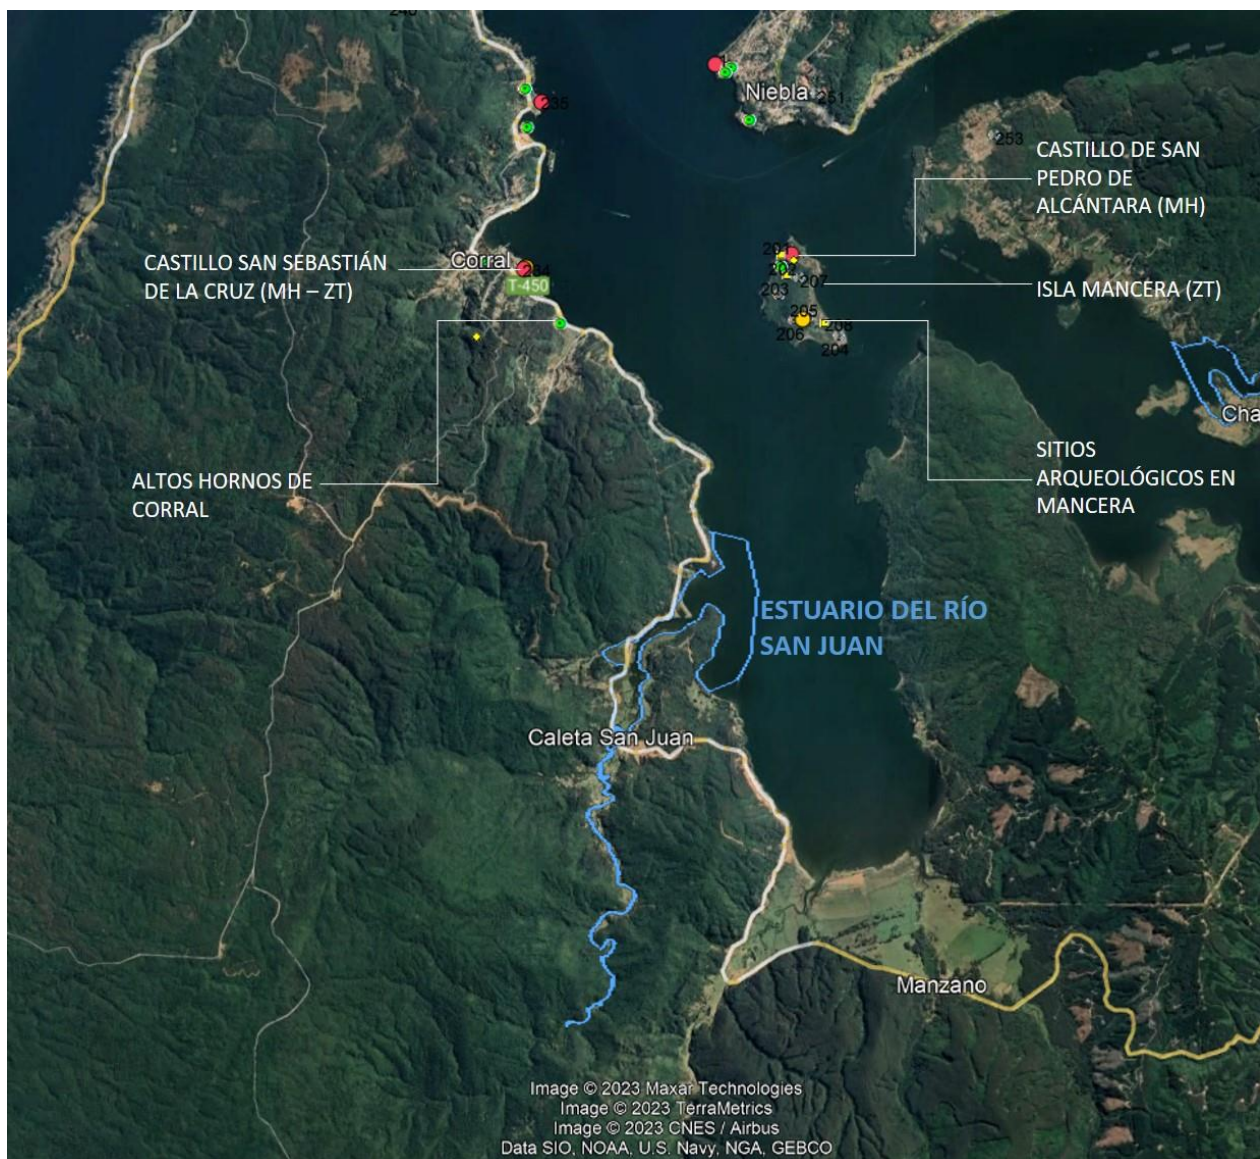 246
Niebla
251
235
253
CASTILLO DE SAN
PEDRO DE
ALCÁNTARA (MH)
CASTILLO SAN SEBASTIÁN
DE LA CRUZ (MH – ZT)
Corral
T-450
207
203
ISLA MANCERA (ZT)
205
206
208
204
Cha
ALTOS HORNOS DE
CORRAL
SITIOS
ARQUEOLÓGICOS EN
MANCERA
ESTUARIO DEL RÍO
SAN JUAN
Caleta San Juan
Manzano
Image © 2023 Maxar Technologies
Image © 2023 TerraMetrics
Image © 2023 CNES / Airbus
Data SIO, NOAA, U.S. Navy, NGA, GEBCO